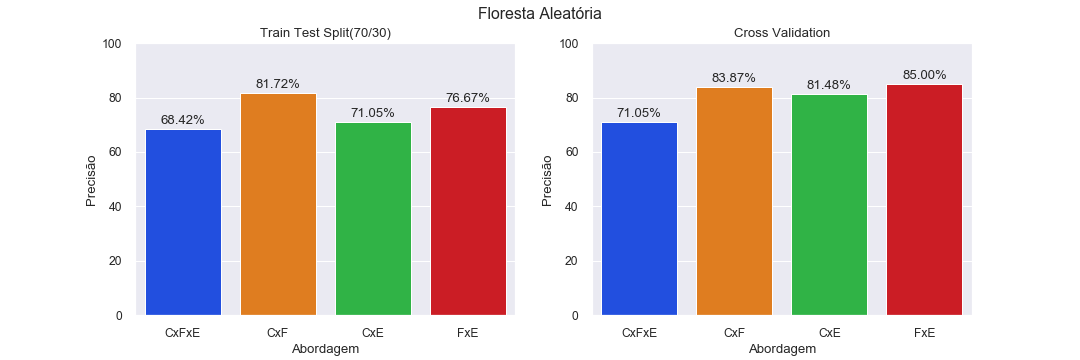 Floresta Aleatória
Train Test Split(70/30)
100
80
60
40
20
0
Precisão
68.42%
81.72%
71.05%
76.67%
CxFxE
CxF
CxE
FxE
Abordagem
Cross Validation
100
80
60
40
20
0
Precisão
71.05%
83.87%
81.48%
85.00%
CxFxE
CxF
CxE
FxE
Abordagem